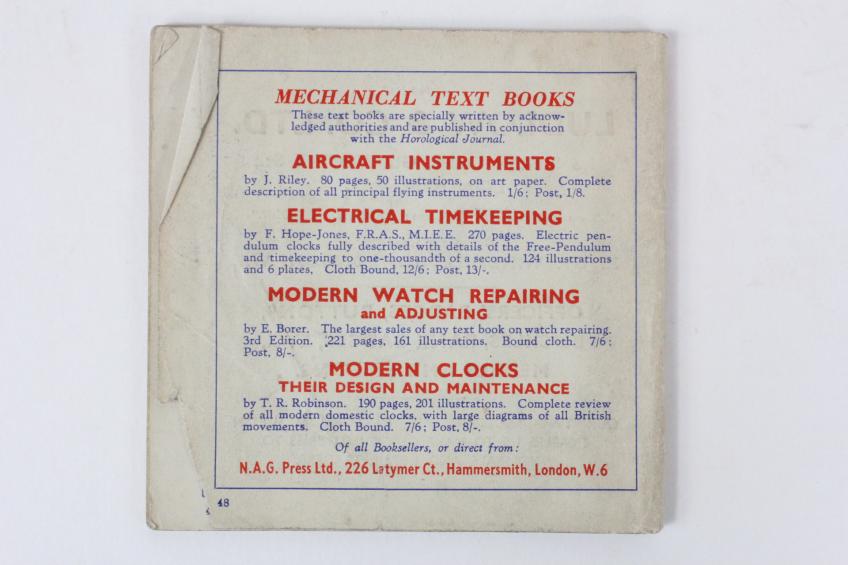 MECHANICAL TEXT BOOKS
These text books are specially written by acknow-
ledged authorities and are published in conjunction
with the Horological Journal.
AIRCRAFT INSTRUMENTS
by J. Riley. 80 pages, 50 illustrations, on art paper. Complete
description of all principal flying instruments. 1/6; Post, 1/8.
ELECTRICAL TIMEKEEPING
by F. Hope-Jones, F.R.A.S., M.I.E.E. 270 pages. Electric pen-
dulum clocks fully described with details of the Free-Pendulum
and timekeeping to one-thousandth of a second. 124 illustrations
and 6 plates. Cloth Bound, 12/6; Post, 13/-.
MODERN WATCH REPAIRING
and ADJUSTING
by E. Borer. The largest sales of any text book on watch repairing.
3rd Edition. 221 pages, 161 illustrations. Bound cloth. 7/6;
Post, 8/-.
MODERN CLOCKS
THEIR DESIGN AND MAINTENANCE
by T. R. Robinson. 190 pages, 201 illustrations. Complete review
of all modern domestic clocks, with large diagrams of all British
movements. Cloth Bound. 7/6; Post, 8/-.
Of all Booksellers, or direct from:
N.A.G. Press Ltd., 226 Latymer Ct., Hammersmith, London, W.6
48